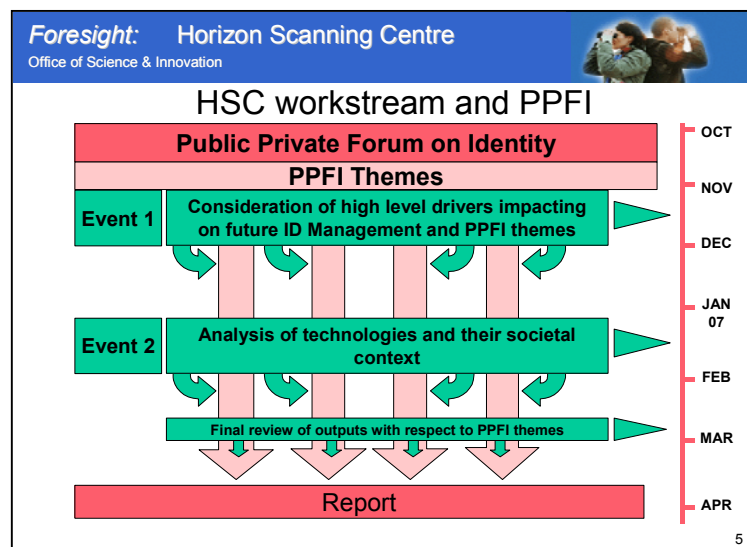 Foresight: Horizon Scanning Centre
Office of Science & Innovation
HSC workstream and PPFI
Public Private Forum on Identity
PPFI Themes
Event 1
Consideration of high level drivers impacting
on future ID Management and PPFI themes
Event 2
Analysis of technologies and their societal
context
Final review of outputs with respect to PPFI themes
Report
OCT
NOV
DEC
JAN
07
FEB
MAR
APR
5